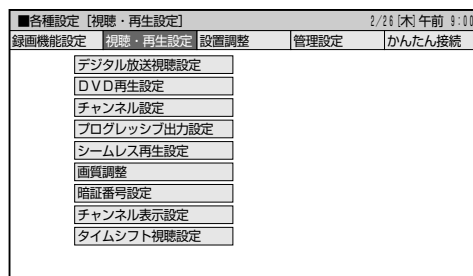 ■各種設定［視聴・再生設定］ 2/26[木]午前 9:00
録画機能設定 視聴・再生設定 設置調整 管理設定 かんたん接続
デジタル放送視聴設定
ＤＶＤ再生設定
チャンネル設定
プログレッシブ出力設定
シームレス再生設定
画質調整
暗証番号設定
チャンネル表示設定
タイムシフト視聴設定